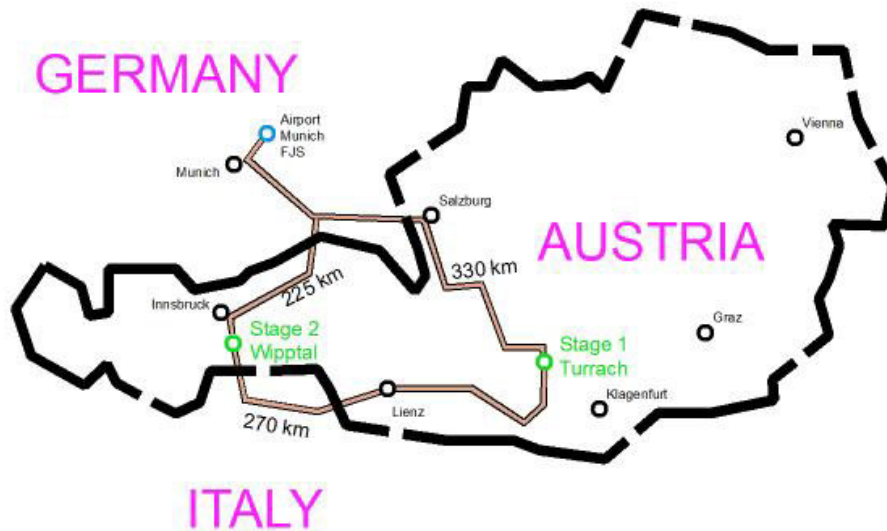 GERMANY
Airport
Munich
FJS
Munich
Vienna
Salzburg
AUSTRIA
330 km
225 km
Innsbruck
Stage 2
Wipptal
Stage 1
Turrach
Graz
Lienz
Klagenfurt
270 km
ITALY